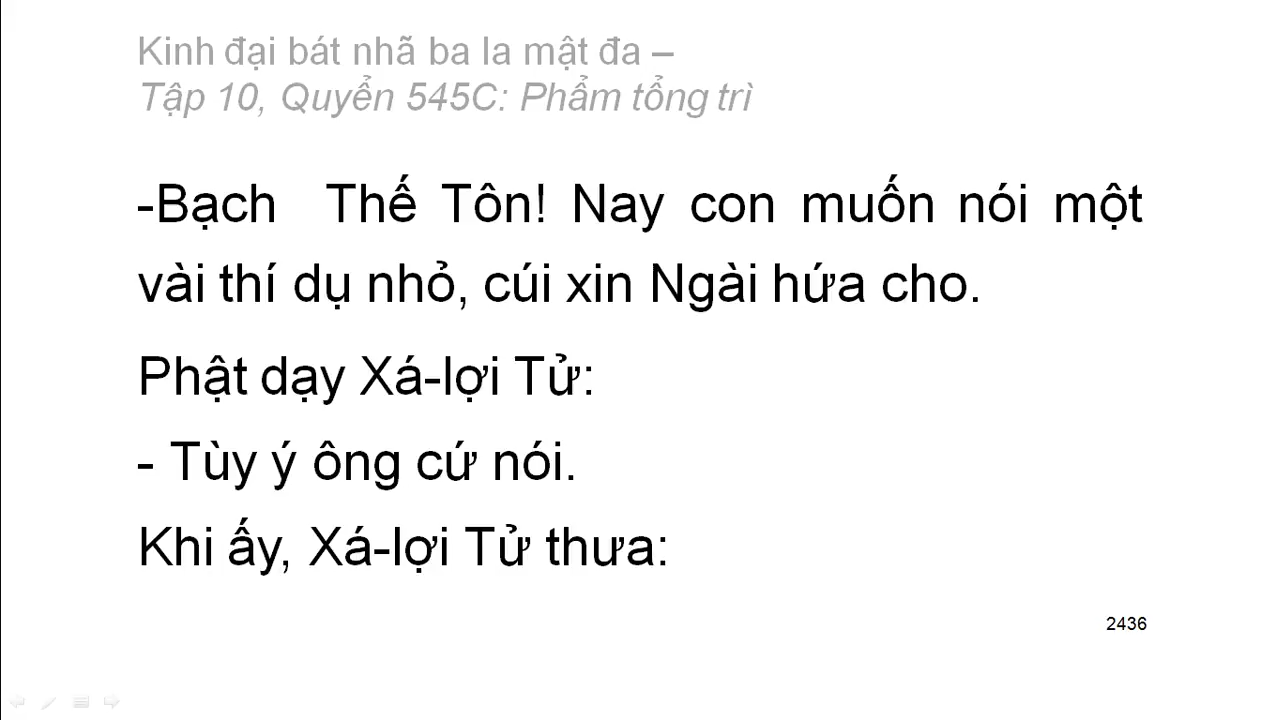 Kinh đại bát nhã ba la mật đa –
Tập 10, Quyển 545C: Phẩm tổng trì
-Bạch Thế Tôn! Nay con muốn nói một
vài thí dụ nhỏ, cúi xin Ngài hứa cho.
Phật dạy Xá-lợi Tử:
- Tùy ý ông cứ nói.
Khi ấy, Xá-lợi Tử thưa:
2436